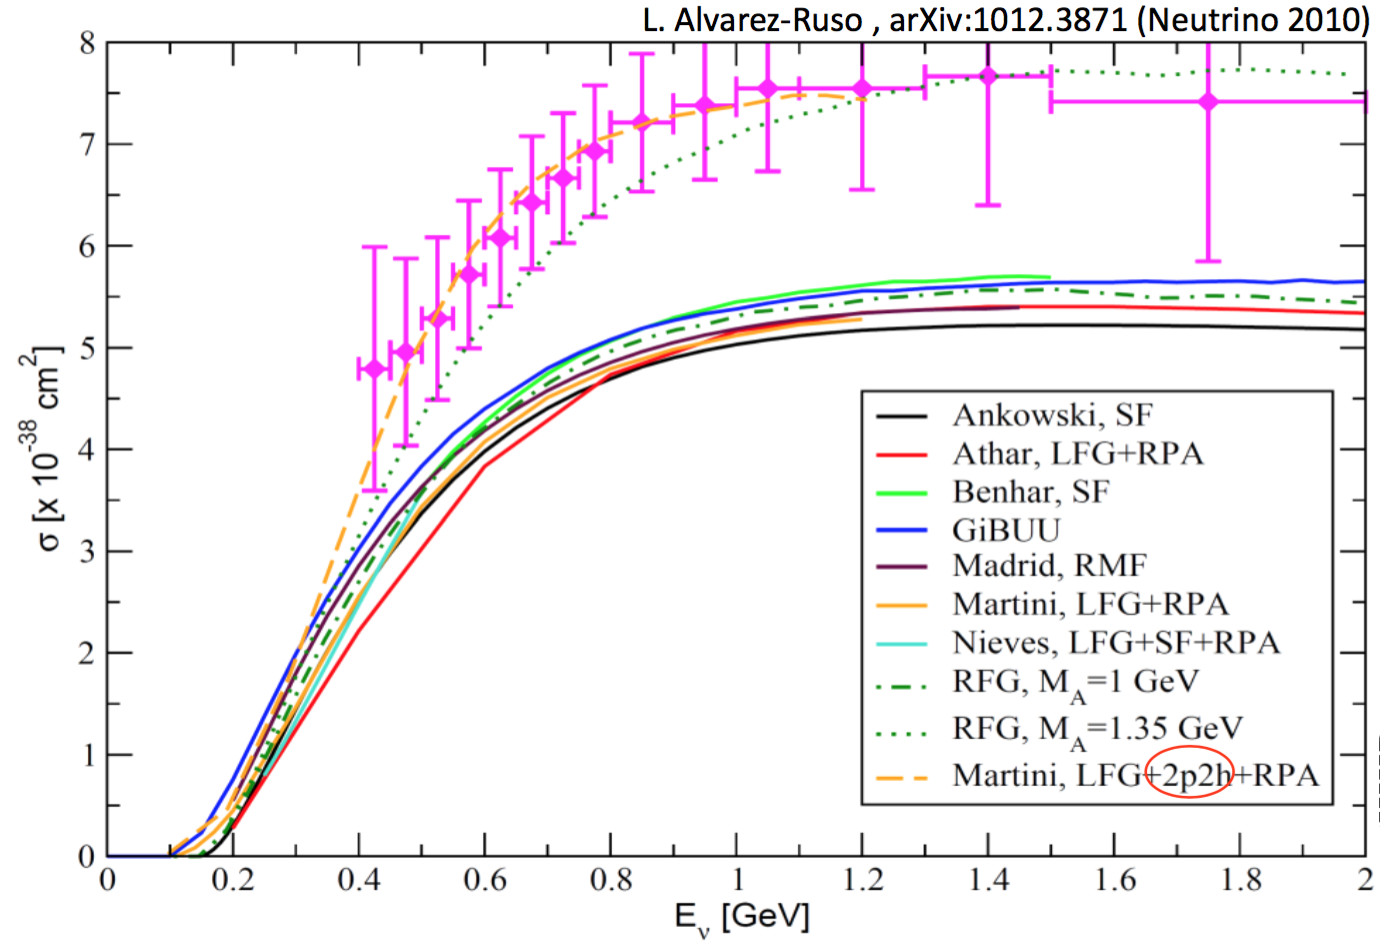 L. Alvarez-Ruso , arXiv:1012.3871 (Neutrino 2010)
8
7
6
5
4
3
2
1
0
σ [x 10^-38 cm^2]
Ankowski, SF
Athar, LFG+RPA
Benhar, SF
GiBUU
Madrid, RMF
Martini, LFG+RPA
Nieves, LFG+SF+RPA
RFG, M_A=1 GeV
RFG, M_A=1.35 GeV
Martini, LFG+2p2h+RPA
0 0.2 0.4 0.6 0.8 1 1.2 1.4 1.6 1.8 2
E_ν [GeV]